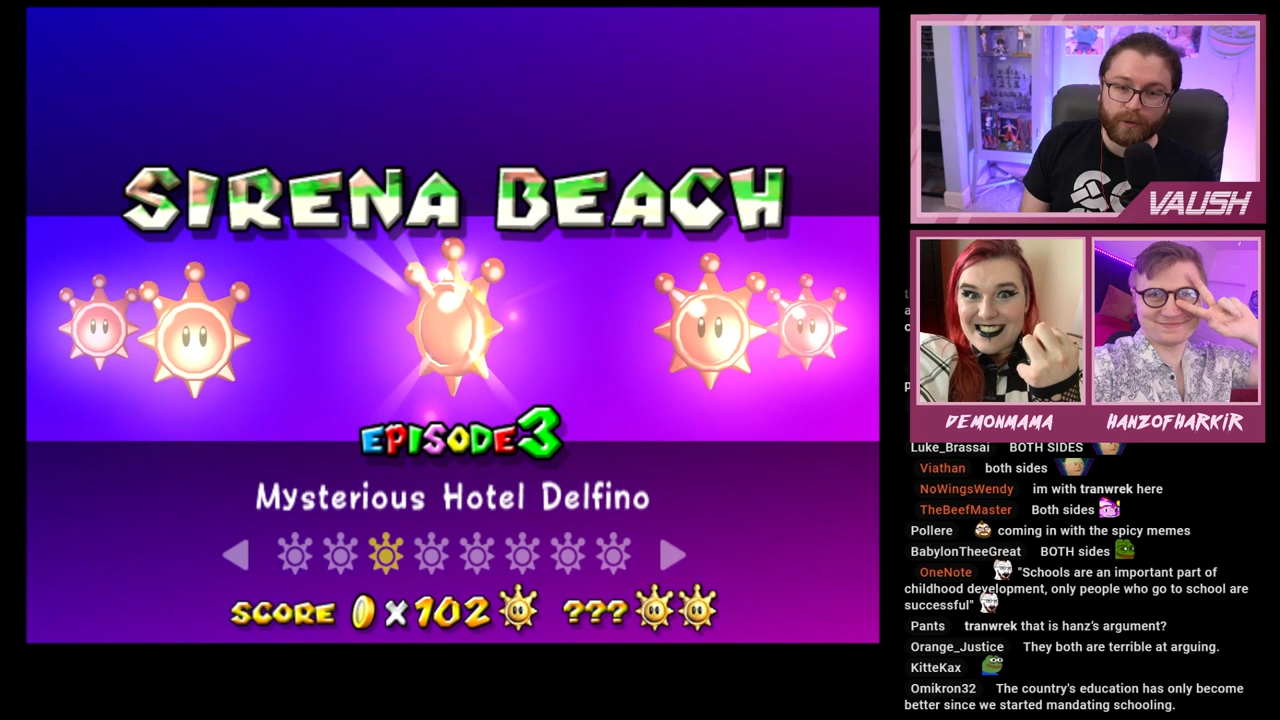 SIRENA BEACH
EPISODE 3
Mysterious Hotel Delfino
SCORE 0 x 102 ???
VAUSH
DEMONMAMA HANZOFHARKIR
Luke_Brassai BOTH SIDES
Viathan both sides
NoWingsWendy im with tranwrek here
TheBeefMaster Both sides
Pollere coming in with the spicy memes
BabylonTheeGreat BOTH sides
OneNote "Schools are an important part of
childhood development, only people who go to school are
successful"
Pants tranwrek that is hanz's argument?
Orange_Justice They both are terrible at arguing.
KitteKax
Omikron32 The country's education has only become
better since we started mandating schooling.